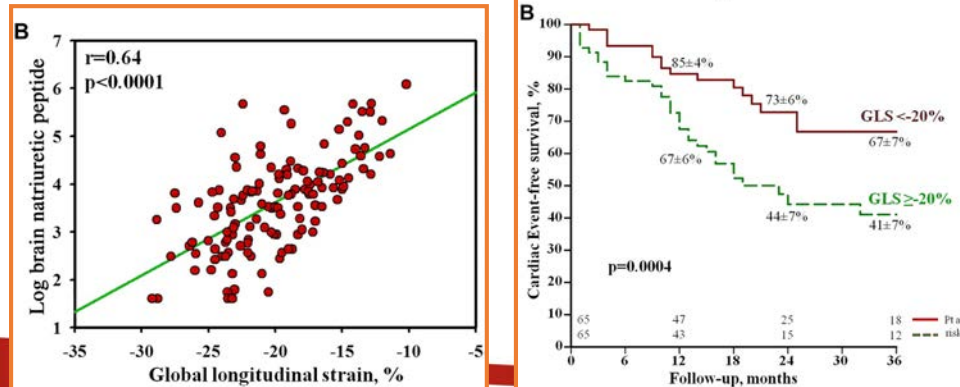 B
r=0.64
p<0.0001
7
6
5
4
3
2
1
Log brain natriuretic peptide
-35
-30
-25
-20
-15
-10
-5
Global longitudinal strain, %
B
100
90
80
70
60
50
40
30
20
10
0
Cardiac Event-free survival, %
85±4%
73±6%
GLS <-20%
67±7%
67±6%
GLS ≥-20%
44±7%
41±7%
p=0.0004
65 47 25 18 Pt a
65 43 15 12 risk
0 6 12 18 24 30 36
Follow-up, months